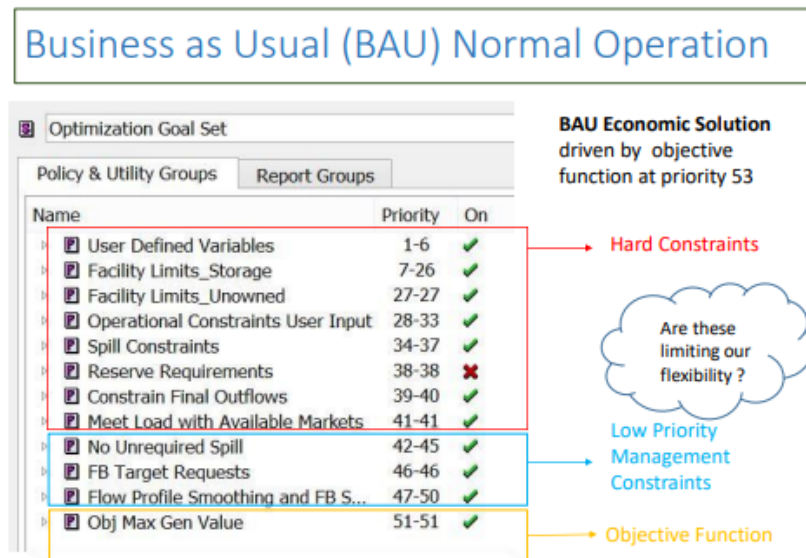 Business as Usual (BAU) Normal Operation
Optimization Goal Set
Policy & Utility Groups Report Groups
Name Priority On
User Defined Variables 1-6
Facility Limits_Storage 7-26
Facility Limits_Unowned 27-27
Operational Constraints User Input 28-33
Spill Constraints 34-37
Reserve Requirements 38-38
Constrain Final Outflows 39-40
Meet Load with Available Markets 41-41
No Unrequired Spill 42-45
FB Target Requests 46-46
Flow Profile Smoothing and FB S... 47-50
Obj Max Gen Value 51-51
BAU Economic Solution
driven by objective
function at priority 53
Hard Constraints
Are these
limiting our
flexibility ?
Low Priority
Management
Constraints
Objective Function